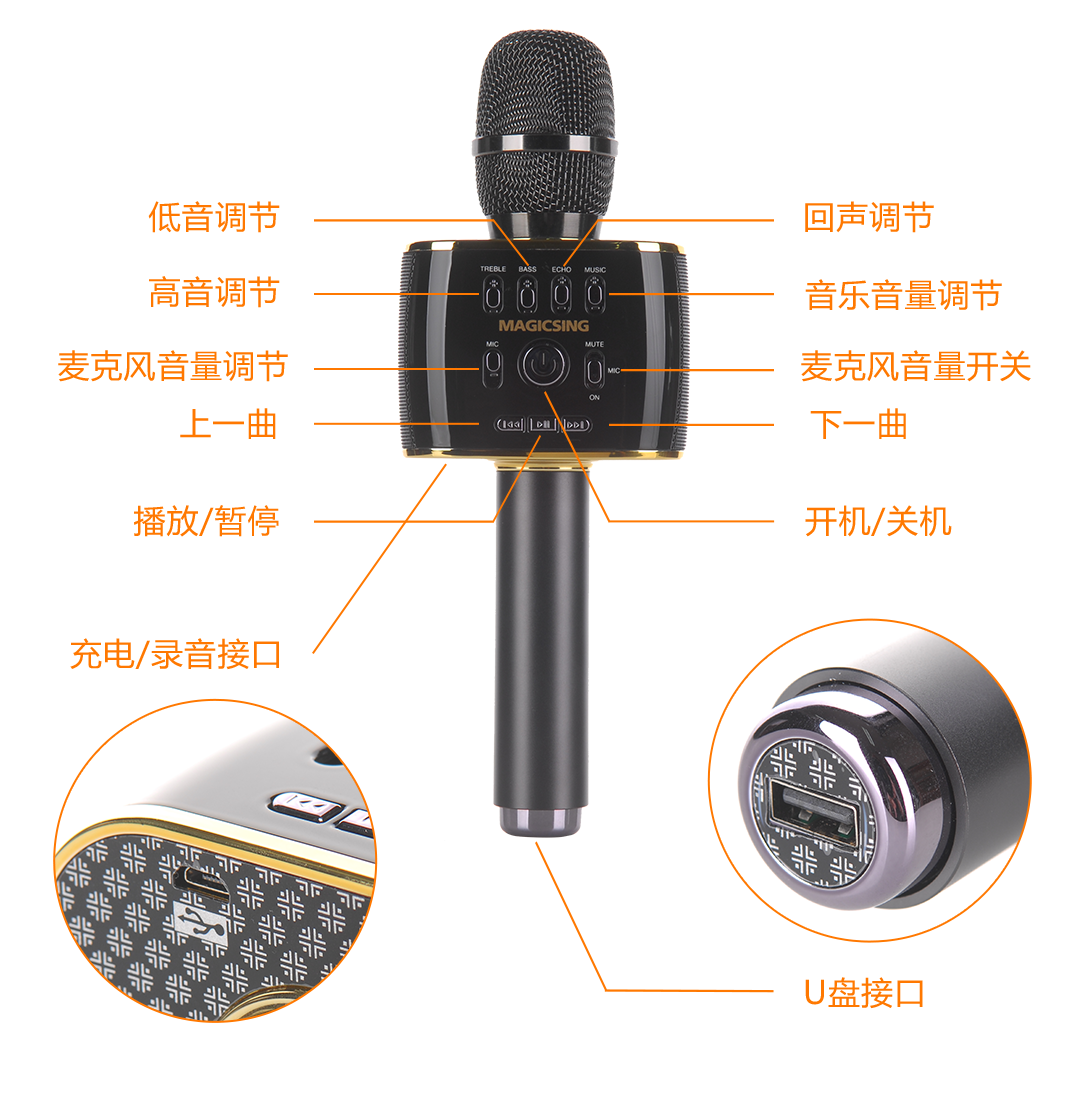 低音调节
回声调节
TREBLE BASS ECHO MUSIC
高音调节
音乐音量调节
MAGICSING
MIC
MUTE
麦克风音量调节
MIC
麦克风音量开关
ON
上一曲
下一曲
播放/暂停
开机/关机
充电/录音接口
U盘接口